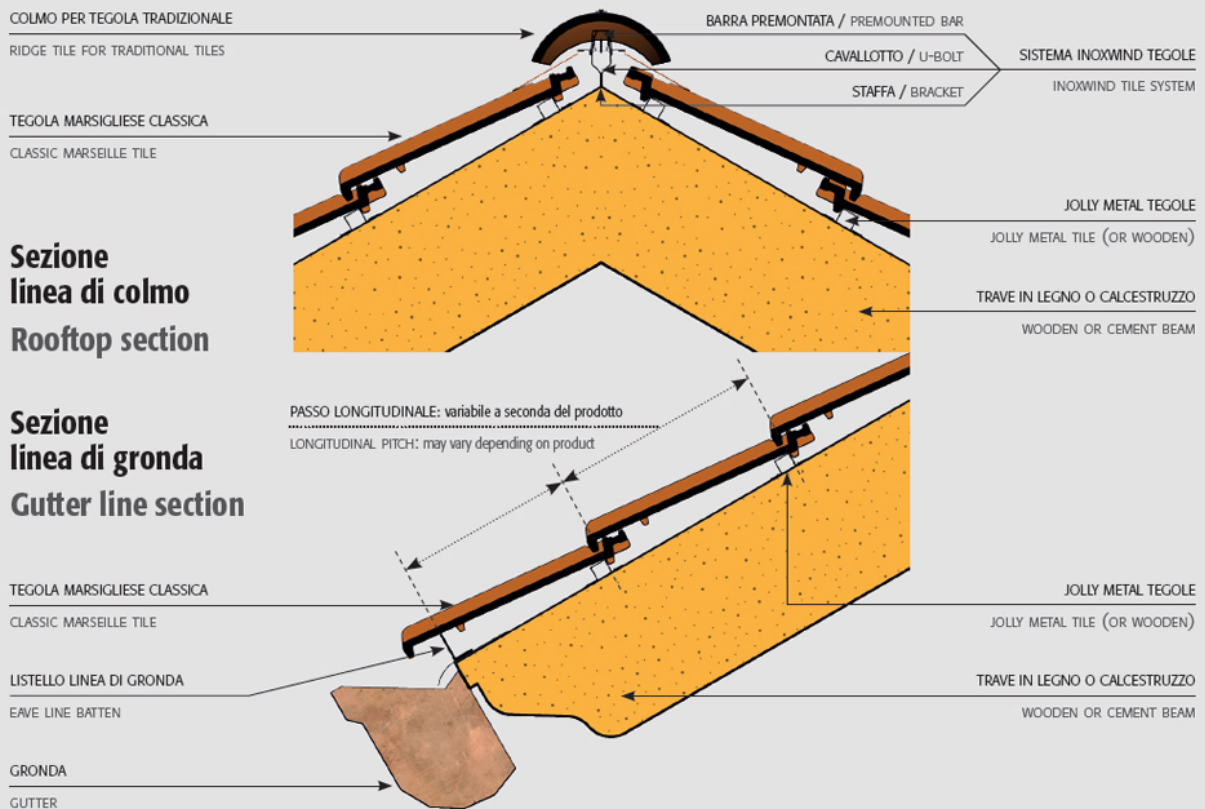 COLMO PER TEGOLA TRADIZIONALE
RIDGE TILE FOR TRADITIONAL TILES
BARRA PREMONTATA / PREMOUNTED BAR
CAVALLOTTO / U-BOLT
STAFFA / BRACKET
SISTEMA INOXWIND TEGOLE
INOXWIND TILE SYSTEM
TEGOLA MARSIGLIESE CLASSICA
CLASSIC MARSEILLE TILE
JOLLY METAL TEGOLE
JOLLY METAL TILE (OR WOODEN)
Sezione
linea di colmo
Rooftop section
TRAVE IN LEGNO O CALCESTRUZZO
WOODEN OR CEMENT BEAM
Sezione
linea di gronda
Gutter line section
PASSO LONGITUDINALE: variabile a seconda del prodotto
LONGITUDINAL PITCH: may vary depending on product
TEGOLA MARSIGLIESE CLASSICA
CLASSIC MARSEILLE TILE
JOLLY METAL TEGOLE
JOLLY METAL TILE (OR WOODEN)
LISTELLO LINEA DI GRONDA
EAVE LINE BATTEN
TRAVE IN LEGNO O CALCESTRUZZO
WOODEN OR CEMENT BEAM
GRONDA
GUTTER